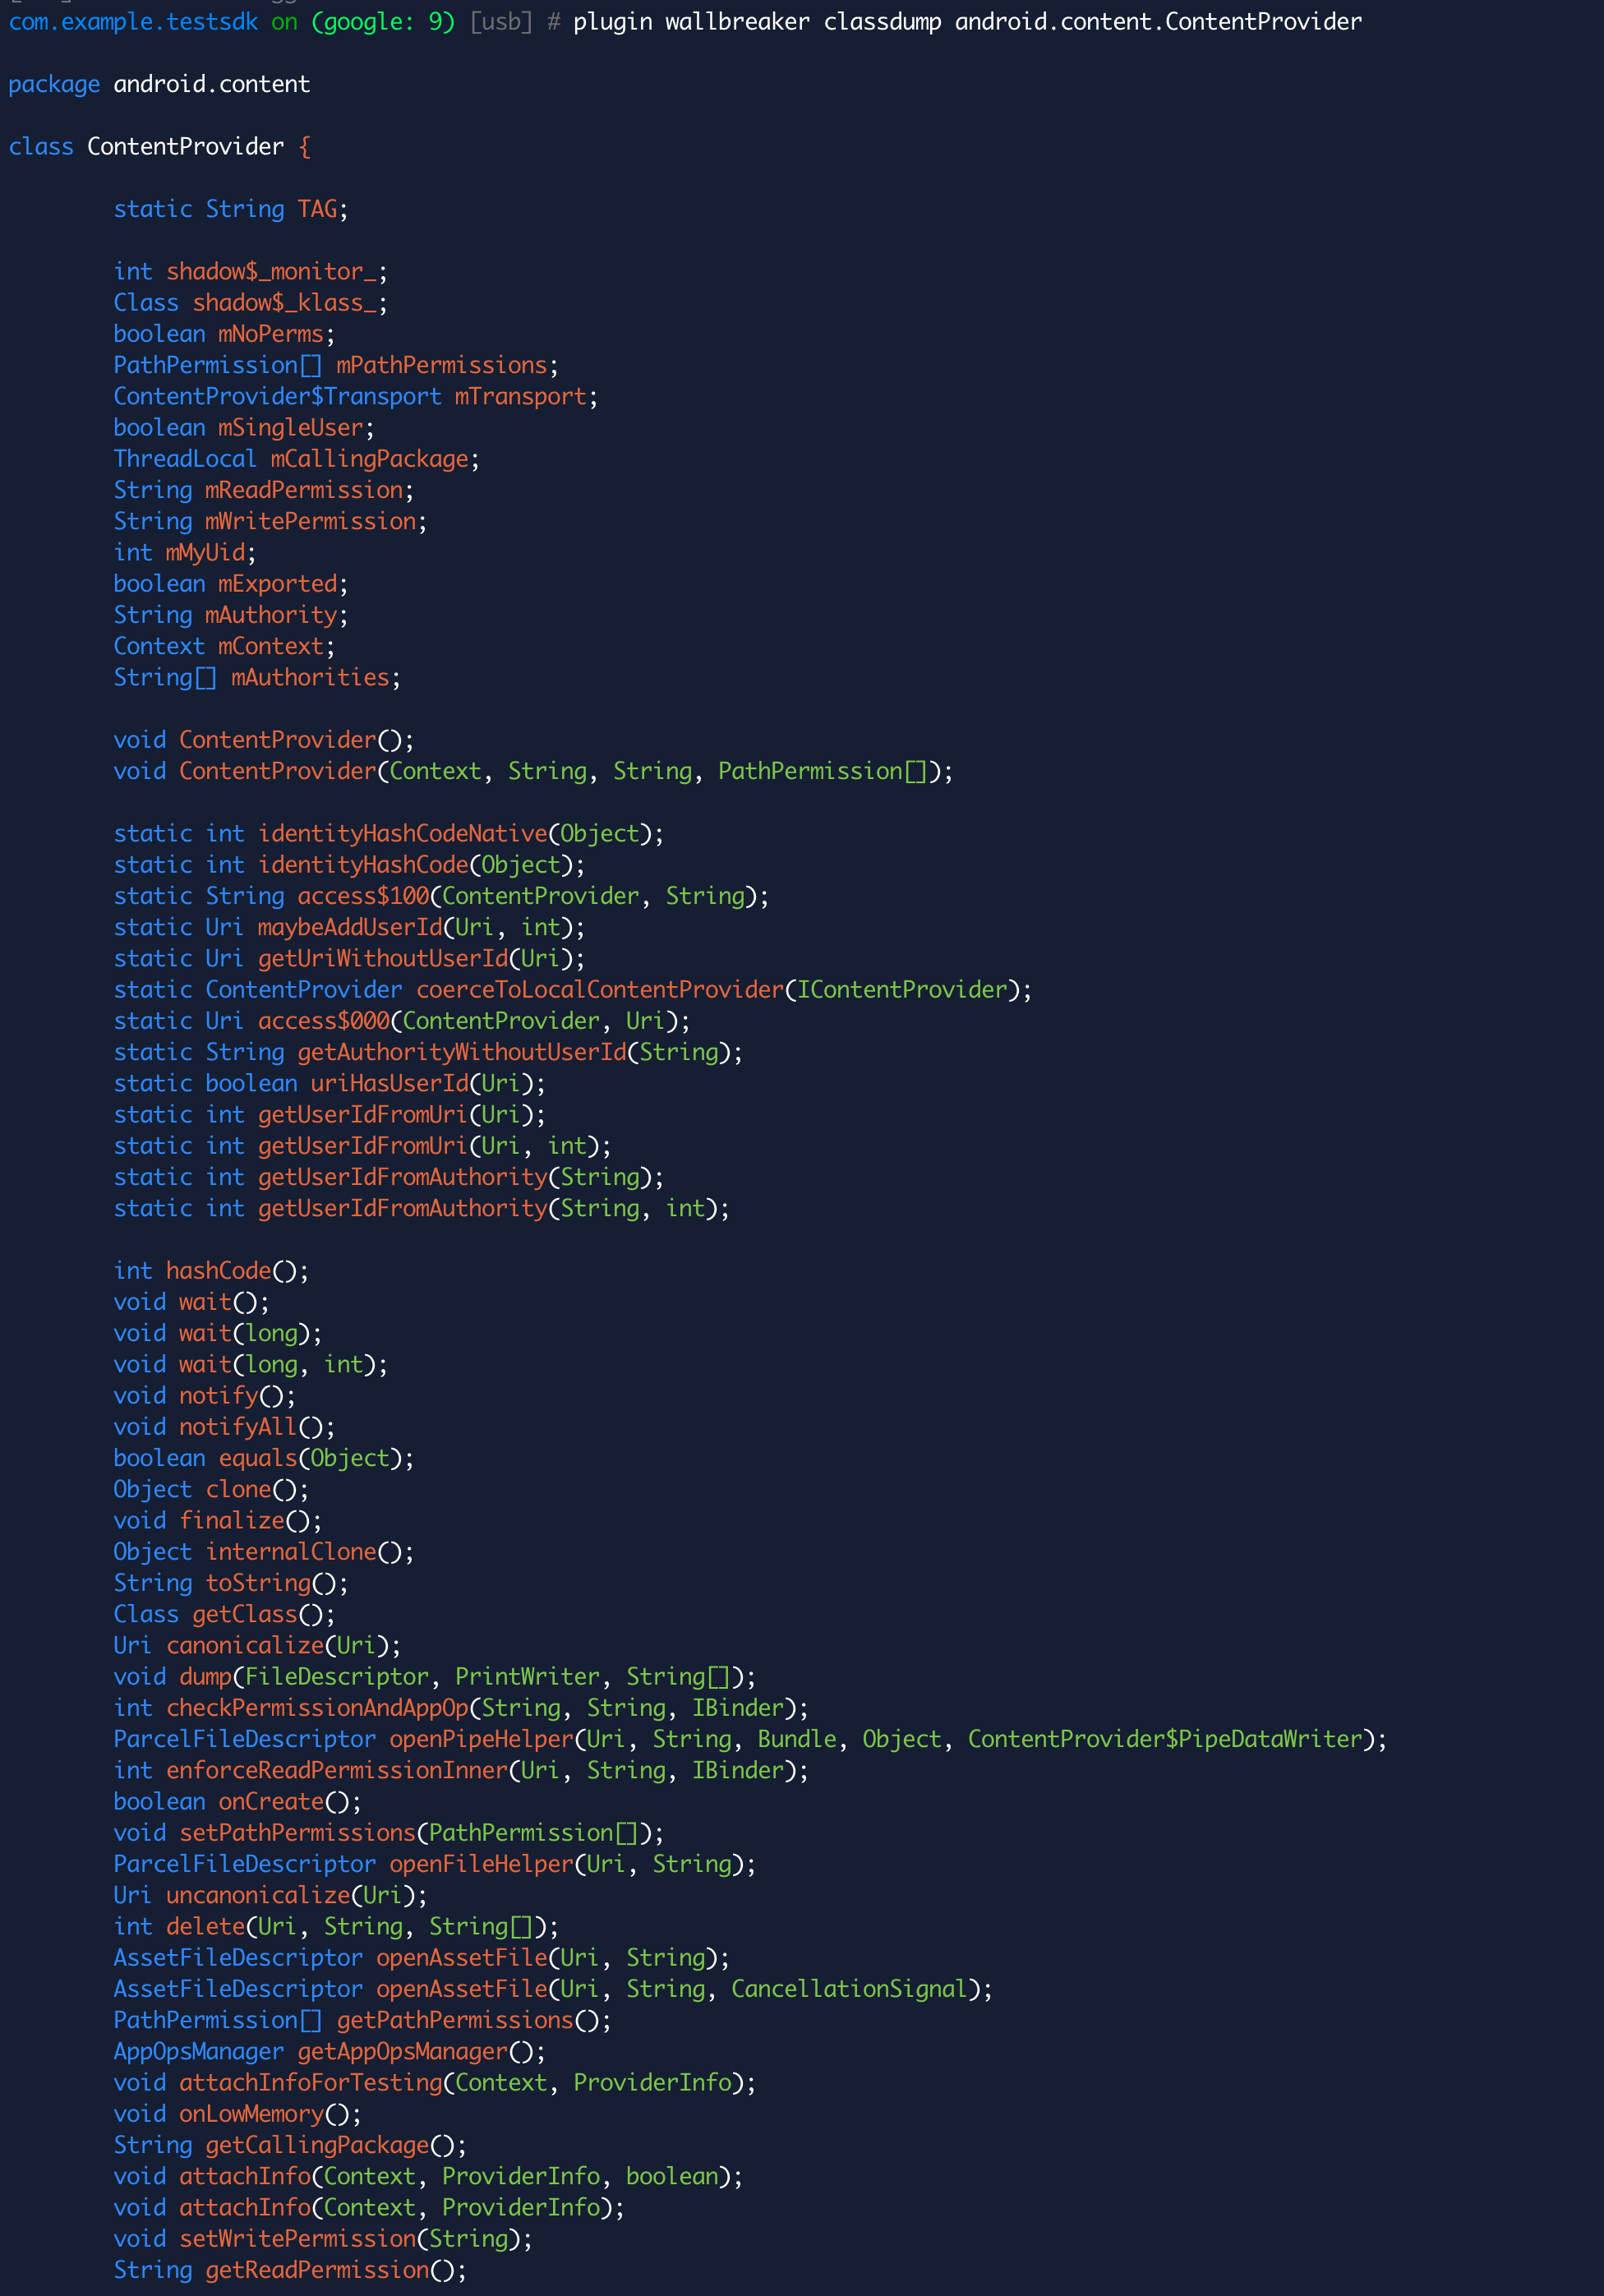 com.example.testsdk on (google: 9) [usb] # plugin wallbreaker classdump android.content.ContentProvider
package android.content
class ContentProvider {
static String TAG;
int shadow$_monitor_;
Class shadow$_klass_;
boolean mNoPerms;
PathPermission[] mPathPermissions;
ContentProvider$Transport mTransport;
boolean mSingleUser;
ThreadLocal mCallingPackage;
String mReadPermission;
String mWritePermission;
int mMyUid;
boolean mExported;
String mAuthority;
Context mContext;
String[] mAuthorities;
void ContentProvider();
void ContentProvider(Context, String, String, PathPermission[]);
static int identityHashCodeNative(Object);
static int identityHashCode(Object);
static String access$100(ContentProvider, String);
static Uri maybeAddUserId(Uri, int);
static Uri getUriWithoutUserId(Uri);
static ContentProvider coerceToLocalContentProvider(IContentProvider);
static Uri access$000(ContentProvider, Uri);
static String getAuthorityWithoutUserId(String);
static boolean uriHasUserId(Uri);
static int getUserIdFromUri(Uri);
static int getUserIdFromUri(Uri, int);
static int getUserIdFromAuthority(String);
static int getUserIdFromAuthority(String, int);
int hashCode();
void wait();
void wait(long);
void wait(long, int);
void notify();
void notifyAll();
boolean equals(Object);
Object clone();
void finalize();
Object internalClone();
String toString();
Class getClass();
Uri canonicalize(Uri);
void dump(FileDescriptor, PrintWriter, String[]);
int checkPermissionAndAppOp(String, String, IBinder);
ParcelFileDescriptor openPipeHelper(Uri, String, Bundle, Object, ContentProvider$PipeDataWriter);
int enforceReadPermissionInner(Uri, String, IBinder);
boolean onCreate();
void setPathPermissions(PathPermission[]);
ParcelFileDescriptor openFileHelper(Uri, String);
Uri uncanonicalize(Uri);
int delete(Uri, String, String[]);
AssetFileDescriptor openAssetFile(Uri, String);
AssetFileDescriptor openAssetFile(Uri, String, CancellationSignal);
PathPermission[] getPathPermissions();
AppOpsManager getAppOpsManager();
void attachInfoForTesting(Context, ProviderInfo);
void onLowMemory();
String getCallingPackage();
void attachInfo(Context, ProviderInfo, boolean);
void attachInfo(Context, ProviderInfo);
void setWritePermission(String);
String getReadPermission();